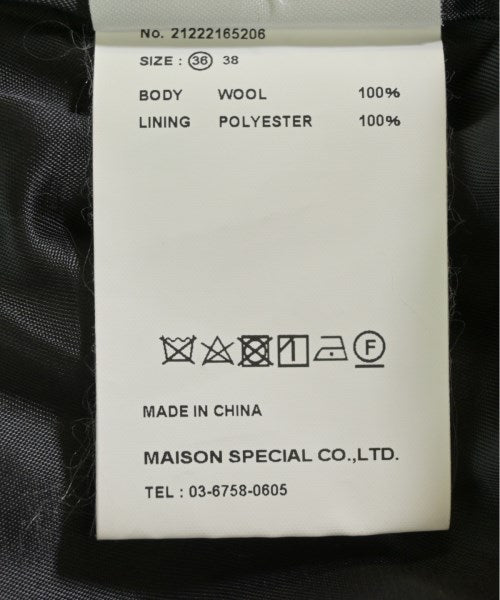 No. 21222165206
SIZE : 36 38
BODY WOOL 100%
LINING POLYESTER 100%
F
MADE IN CHINA
MAISON SPECIAL CO.,LTD.
TEL : 03-6758-0605